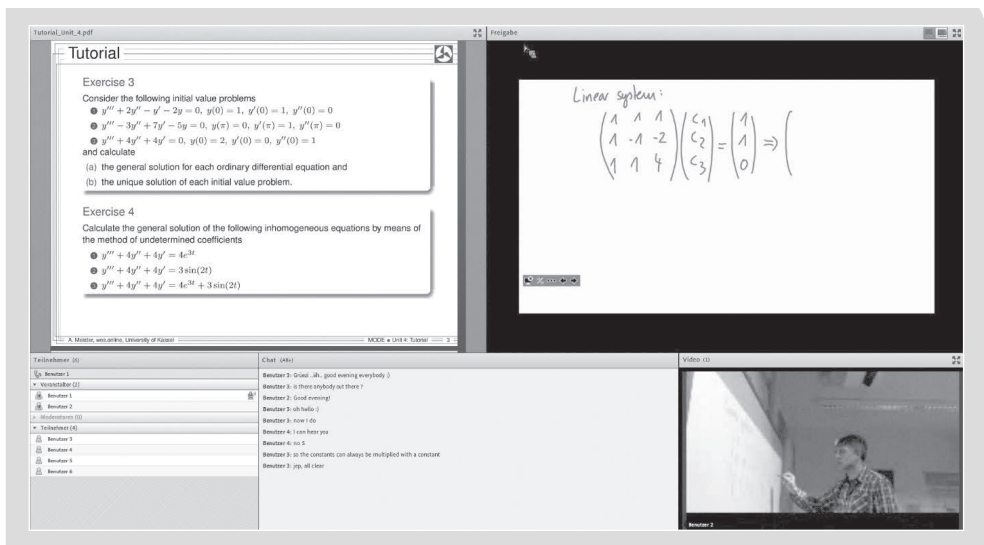 Tutorial_Unit_4.pdf
Tutorial
Exercise 3
Consider the following initial value problems
❶ y''' + 2y'' − y' − 2y = 0, y(0) = 1, y'(0) = 1, y''(0) = 0
❷ y''' − 3y'' + 7y' − 5y = 0, y(π) = 0, y'(π) = 1, y''(π) = 0
❸ y''' + 4y'' + 4y' = 0, y(0) = 2, y'(0) = 0, y''(0) = 1
and calculate
(a) the general solution for each ordinary differential equation and
(b) the unique solution of each initial value problem.
Exercise 4
Calculate the general solution of the following inhomogeneous equations by means of
the method of undetermined coefficients
❶ y''' + 4y'' + 4y' = 4e^{3t}
❷ y''' + 4y'' + 4y' = 3 sin(2t)
❸ y''' + 4y'' + 4y' = 4e^{3t} + 3 sin(2t)
A. Meister, wee.online, University of Kassel MODE • Unit 4: Tutorial 3
Freigabe
Linear system:
(1 1 1) (c₁) (1)
(1 -1 -2) (c₂) = (1) ⇒ (
(1 1 4) (c₃) (0)
Teilnehmer (6)
Benutzer 1
Veranstalter (2)
Benutzer 1
Benutzer 2
Moderatoren (0)
Teilnehmer (4)
Benutzer 3
Benutzer 4
Benutzer 5
Benutzer 6
Chat (Alle)
Benutzer 3: Grüezi ..äh.. good evening everybody :)
Benutzer 3: is there anybody out there ?
Benutzer 2: Good evening!
Benutzer 3: oh hello :)
Benutzer 3: now i do
Benutzer 4: I can hear you
Benutzer 4: no 5
Benutzer 3: so the constants can always be multiplied with a constant
Benutzer 3: jep, all clear
Video (1)
Benutzer 2